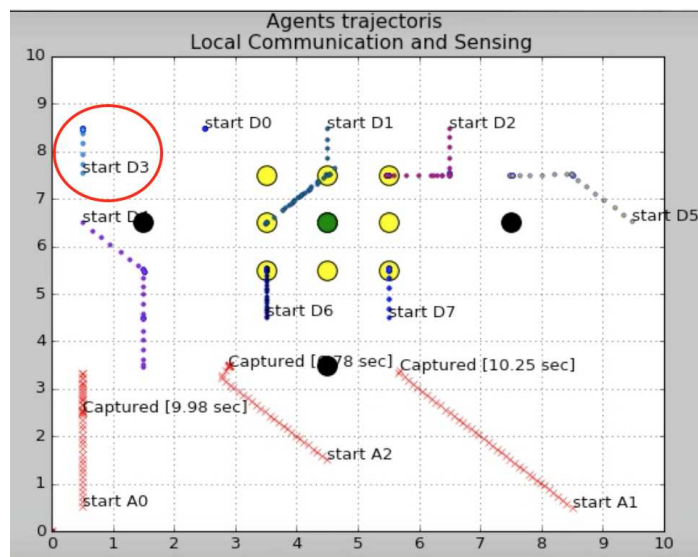 Agents trajectoris
Local Communication and Sensing
10
9
8
7
6
5
4
3
2
1
0
start D0
start D1
start D2
start D3
start D5
start D6
start D7
Captured [10.25 sec]
Captured [9.98 sec]
start A2
start A0
start A1
0 1 2 3 4 5 6 7 8 9 10